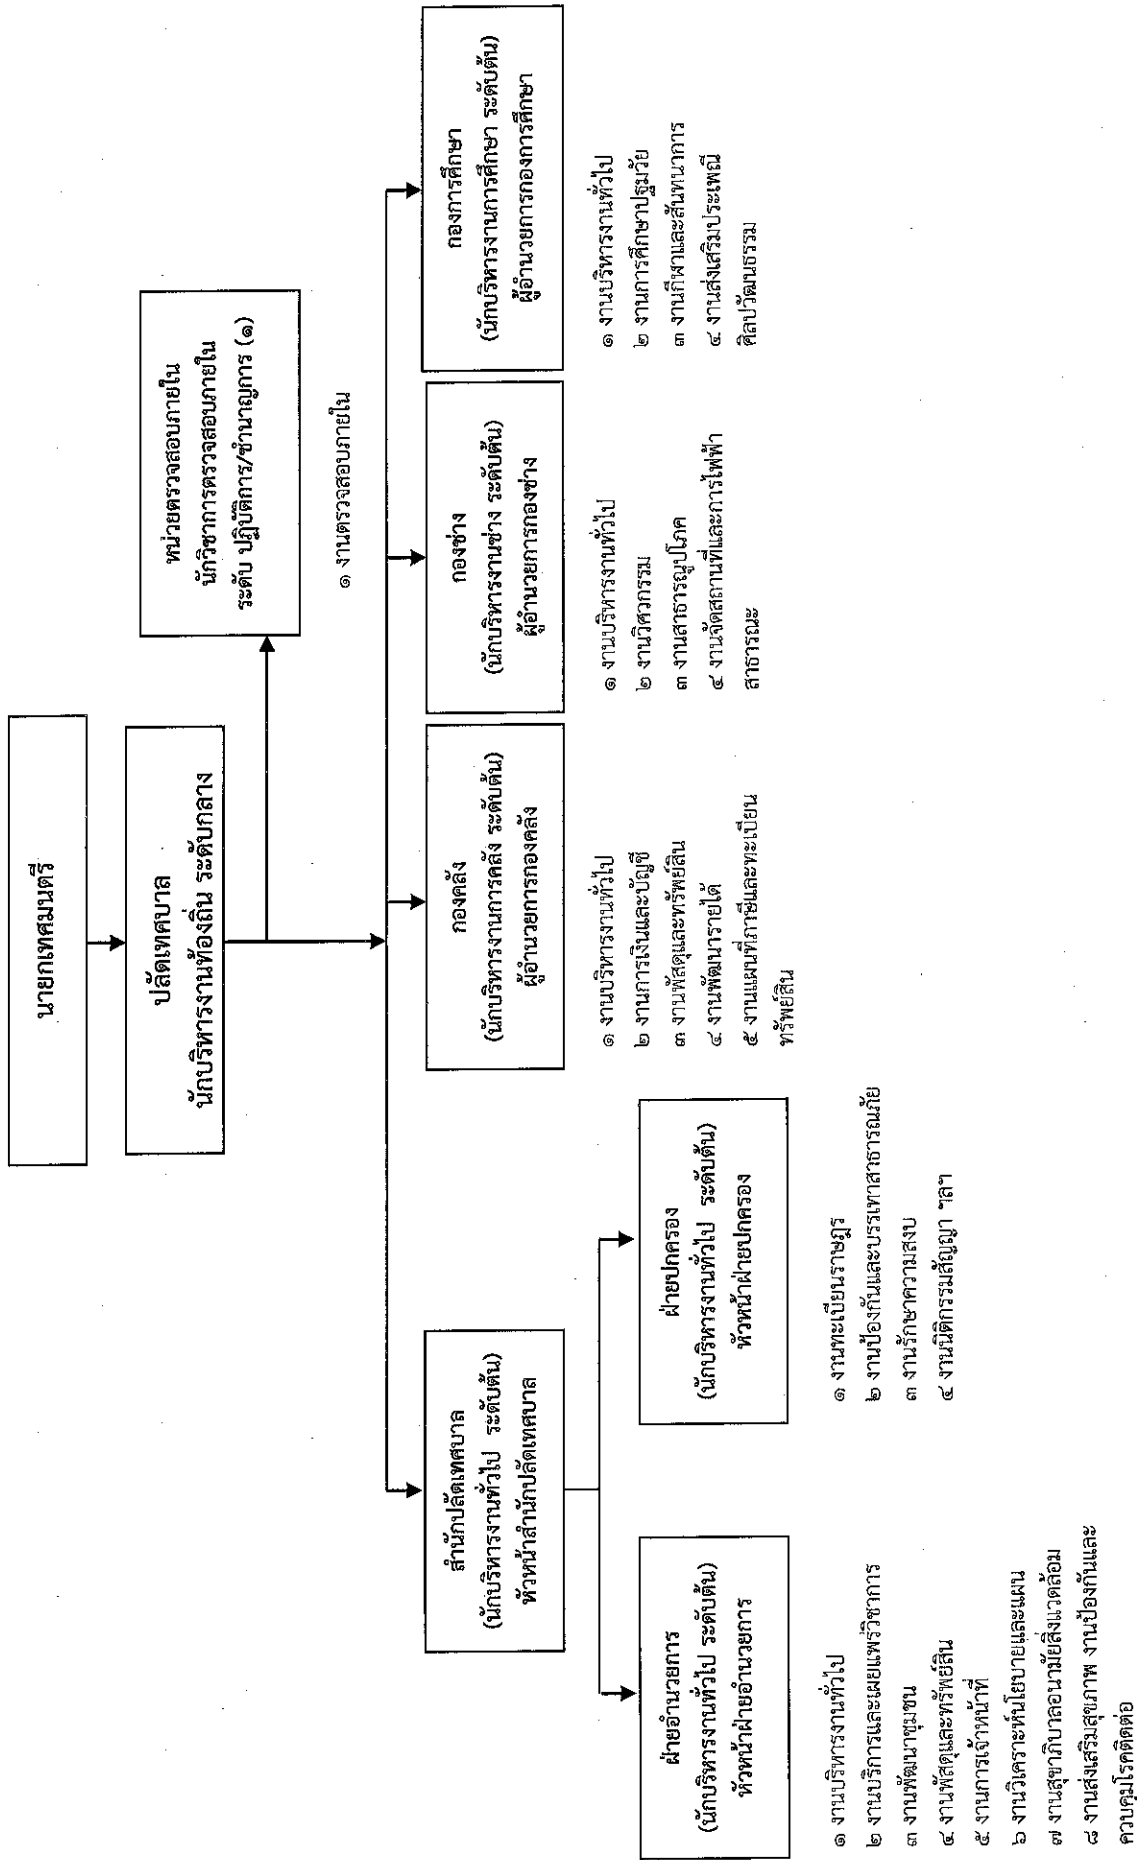 นายกเทศมนตรี
ปลัดเทศบาล
นักบริหารงานท้องถิ่น ระดับกลาง
หน่วยตรวจสอบภายใน
นักวิชาการตรวจสอบภายใน
ระดับ ปฏิบัติการ/ชำนาญการ (๑)
๑ งานตรวจสอบภายใน
สำนักปลัดเทศบาล
(นักบริหารงานทั่วไป ระดับต้น)
หัวหน้าสำนักปลัดเทศบาล
กองคลัง
(นักบริหารงานการคลัง ระดับต้น)
ผู้อำนวยการกองคลัง
กองช่าง
(นักบริหารงานช่าง ระดับต้น)
ผู้อำนวยการกองช่าง
กองการศึกษา
(นักบริหารงานการศึกษา ระดับต้น)
ผู้อำนวยการกองการศึกษา
๑ งานบริหารงานทั่วไป
๒ งานการเงินและบัญชี
๓ งานพัสดุและทรัพย์สิน
๔ งานพัฒนารายได้
๕ งานแผนที่ภาษีและทะเบียน
ทรัพย์สิน
๑ งานบริหารงานทั่วไป
๒ งานวิศวกรรม
๓ งานสาธารณูปโภค
๔ งานจัดสถานที่และการไฟฟ้า
สาธารณะ
๑ งานบริหารงานทั่วไป
๒ งานการศึกษาปฐมวัย
๓ งานกีฬาและสันทนาการ
๔ งานส่งเสริมประเพณี
ศิลปวัฒนธรรม
ฝ่ายอำนวยการ
(นักบริหารงานทั่วไป ระดับต้น)
หัวหน้าฝ่ายอำนวยการ
ฝ่ายปกครอง
(นักบริหารงานทั่วไป ระดับต้น)
หัวหน้าฝ่ายปกครอง
๑ งานบริหารงานทั่วไป
๒ งานบริการและเผยแพร่วิชาการ
๓ งานพัฒนาชุมชน
๔ งานพัสดุและทรัพย์สิน
๕ งานการเจ้าหน้าที่
๖ งานวิเคราะห์นโยบายและแผน
๗ งานสุขาภิบาลอนามัยสิ่งแวดล้อม
๘ งานส่งเสริมสุขภาพ งานป้องกันและ
ควบคุมโรคติดต่อ
๑ งานทะเบียนราษฎร
๒ งานป้องกันและบรรเทาสาธารณภัย
๓ งานรักษาความสงบ
๔ งานนิติกรรมสัญญา ฯลฯ